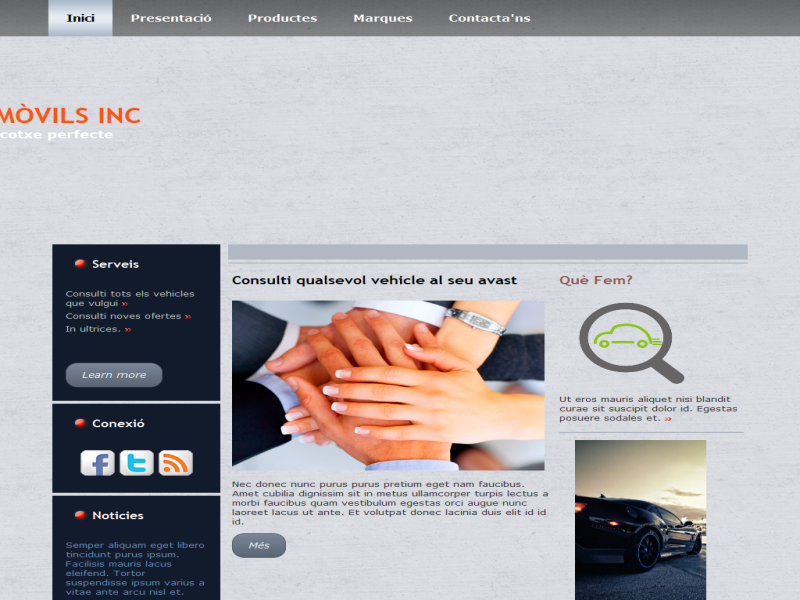 Inici
Presentació
Productes
Marques
Contacta'ns
MÒVILS INC
cotxe perfecte
Serveis
Consulti tots els vehicles
que vulgui »
Consulti noves ofertes »
In ultrices. »
Learn more
Conexió
Noticies
Semper aliquam eget libero
tincidunt purus ipsum.
Facilisis mauris lacus
eleifend. Tortor
suspendisse ipsum varius a
vitae ante arcu nisl et.
Consulti qualsevol vehicle al seu avast
Nec donec nunc purus purus pretium eget nam faucibus.
Amet cubilia dignissim sit in metus ullamcorper turpis lectus a
morbi faucibus quam vestibulum egestas orci augue nunc
laoreet lacus ut ante. Et volutpat donec lacinia duis elit id id
id.
Més
Què Fem?
Ut eros mauris aliquet nisi blandit
curae sit suscipit dolor id. Egestas
posuere sodales et. »